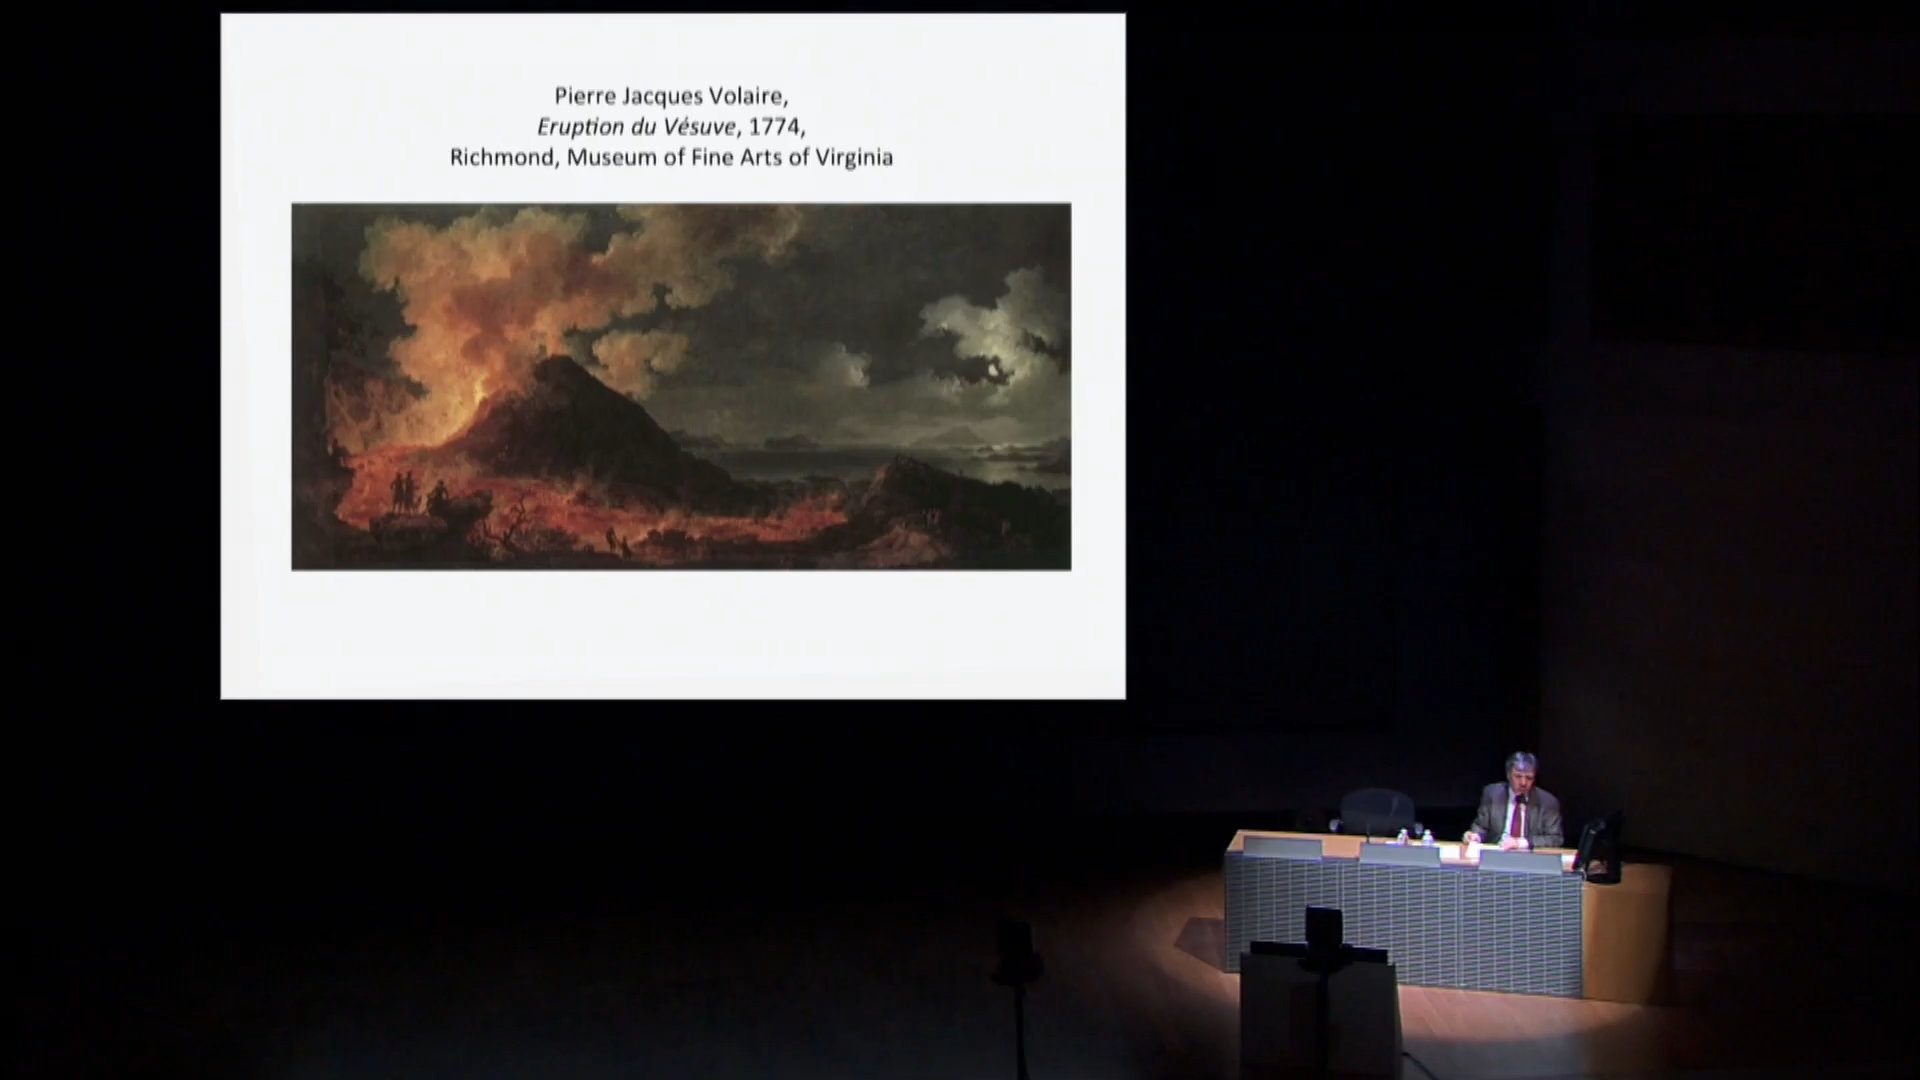 Pierre Jacques Volaire,
Eruption du Vésuve, 1774,
Richmond, Museum of Fine Arts of Virginia